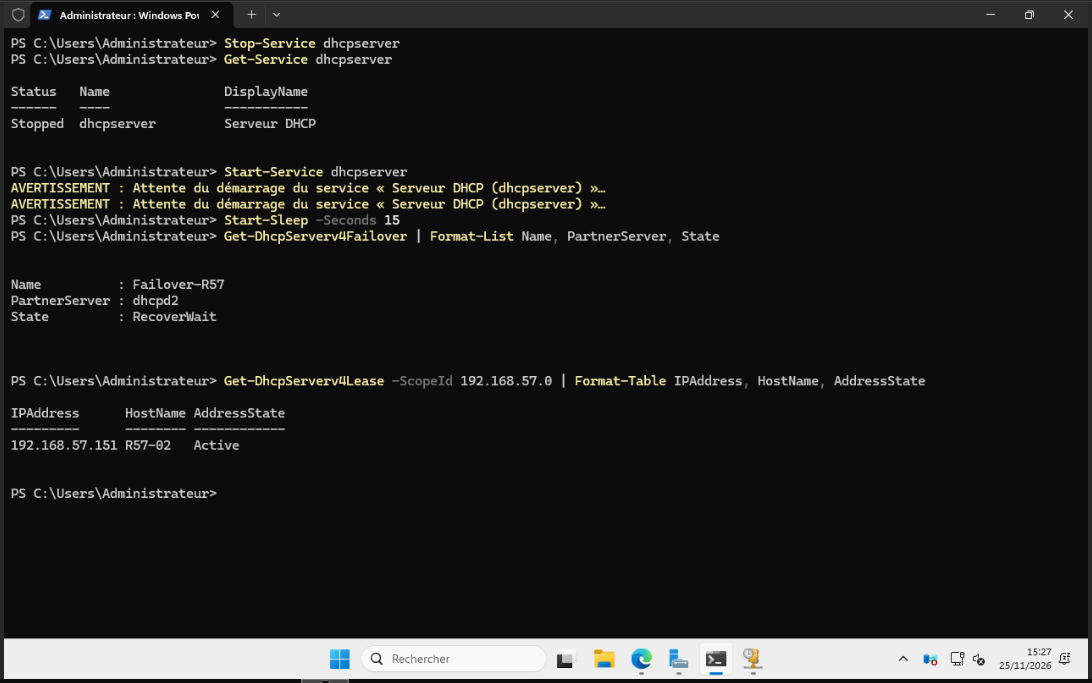 Administrateur : Windows Pov
PS C:\Users\Administrateur> Stop-Service dhcpserver
PS C:\Users\Administrateur> Get-Service dhcpserver
Status   Name               DisplayName
------   ----               -----------
Stopped  dhcpserver         Serveur DHCP
PS C:\Users\Administrateur> Start-Service dhcpserver
AVERTISSEMENT : Attente du démarrage du service « Serveur DHCP (dhcpserver) »…
AVERTISSEMENT : Attente du démarrage du service « Serveur DHCP (dhcpserver) »…
PS C:\Users\Administrateur> Start-Sleep -Seconds 15
PS C:\Users\Administrateur> Get-DhcpServerv4Failover | Format-List Name, PartnerServer, State
Name          : Failover-R57
PartnerServer : dhcpd2
State         : RecoverWait
PS C:\Users\Administrateur> Get-DhcpServerv4Lease -ScopeId 192.168.57.0 | Format-Table IPAddress, HostName, AddressState
IPAddress      HostName AddressState
---------      -------- ------------
192.168.57.151 R57-02   Active
PS C:\Users\Administrateur>
Rechercher
15:27
25/11/2026